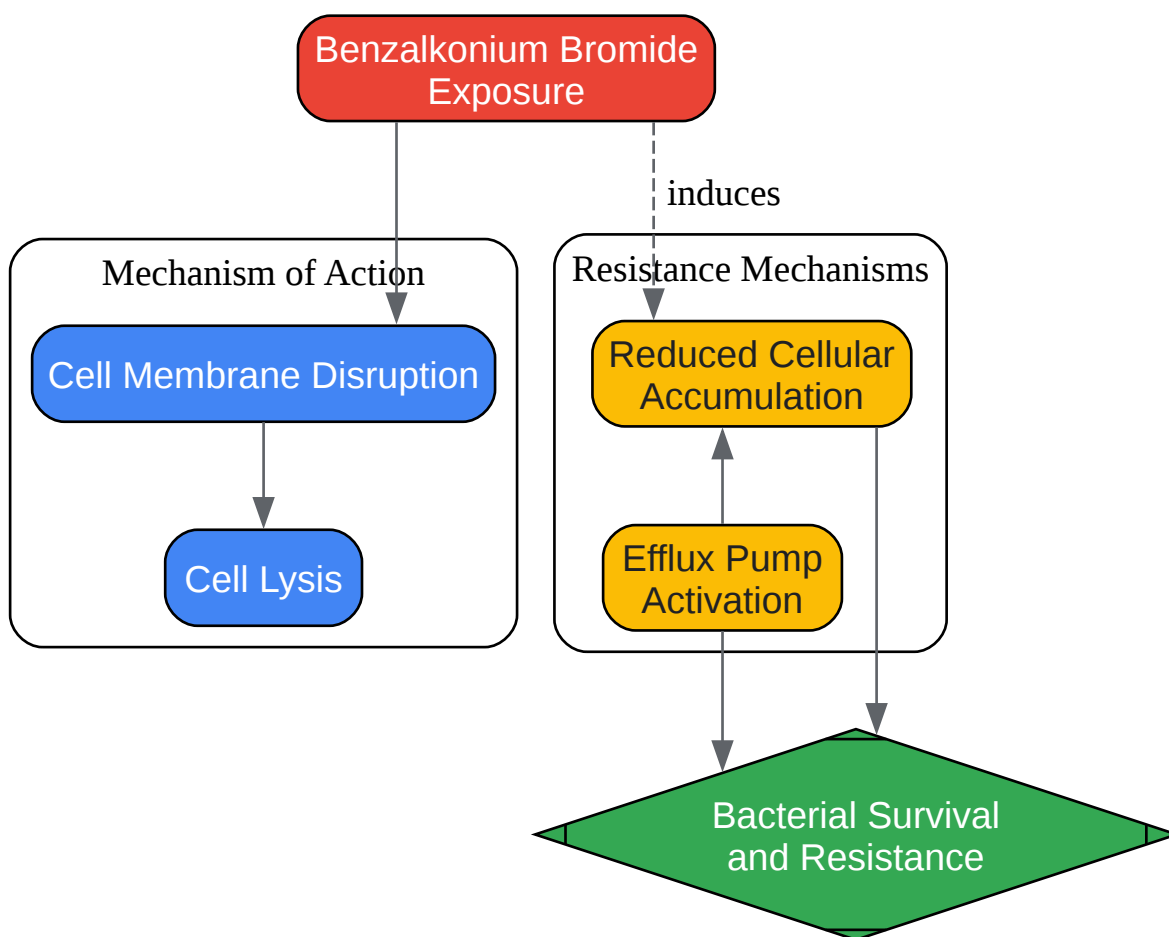 Benzalkonium Bromide
Exposure
induces
Mechanism of Action
Resistance Mechanisms
Cell Membrane Disruption
Reduced Cellular
Accumulation
Cell Lysis
Efflux Pump
Activation
Bacterial Survival
and Resistance